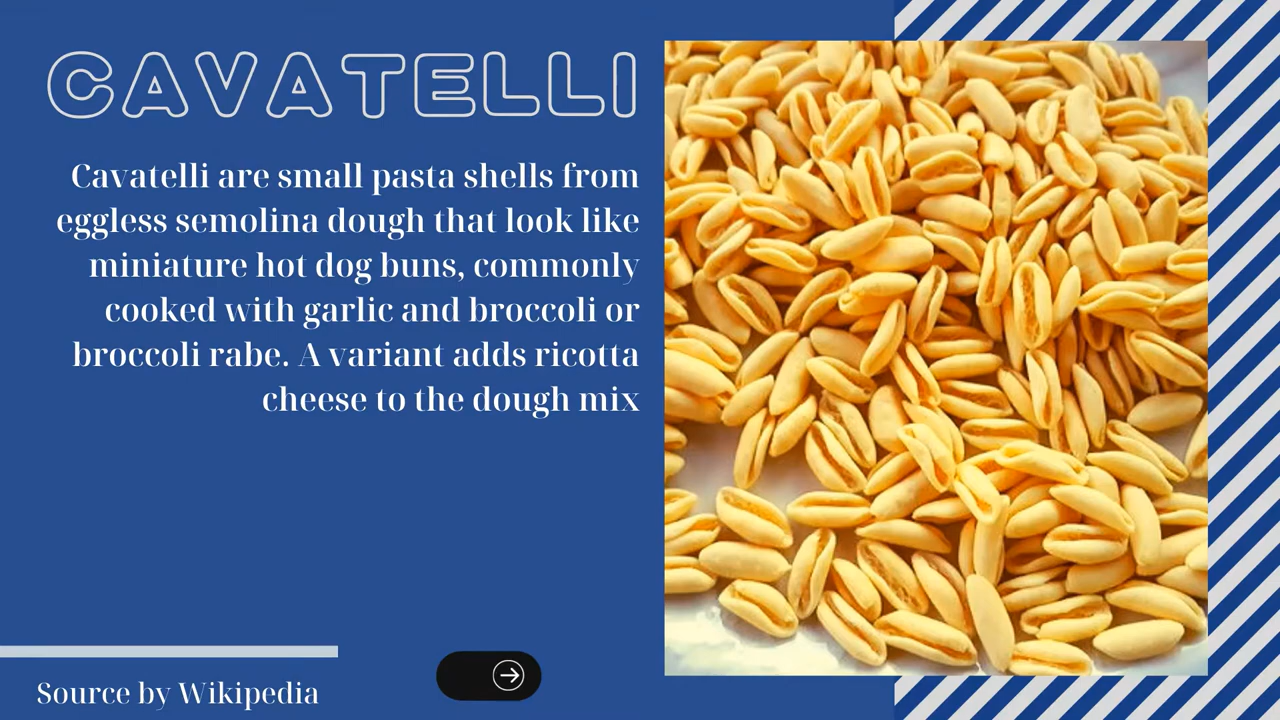 CAVATELLI
Cavatelli are small pasta shells from
eggless semolina dough that look like
miniature hot dog buns, commonly
cooked with garlic and broccoli or
broccoli rabe. A variant adds ricotta
cheese to the dough mix
Source by Wikipedia